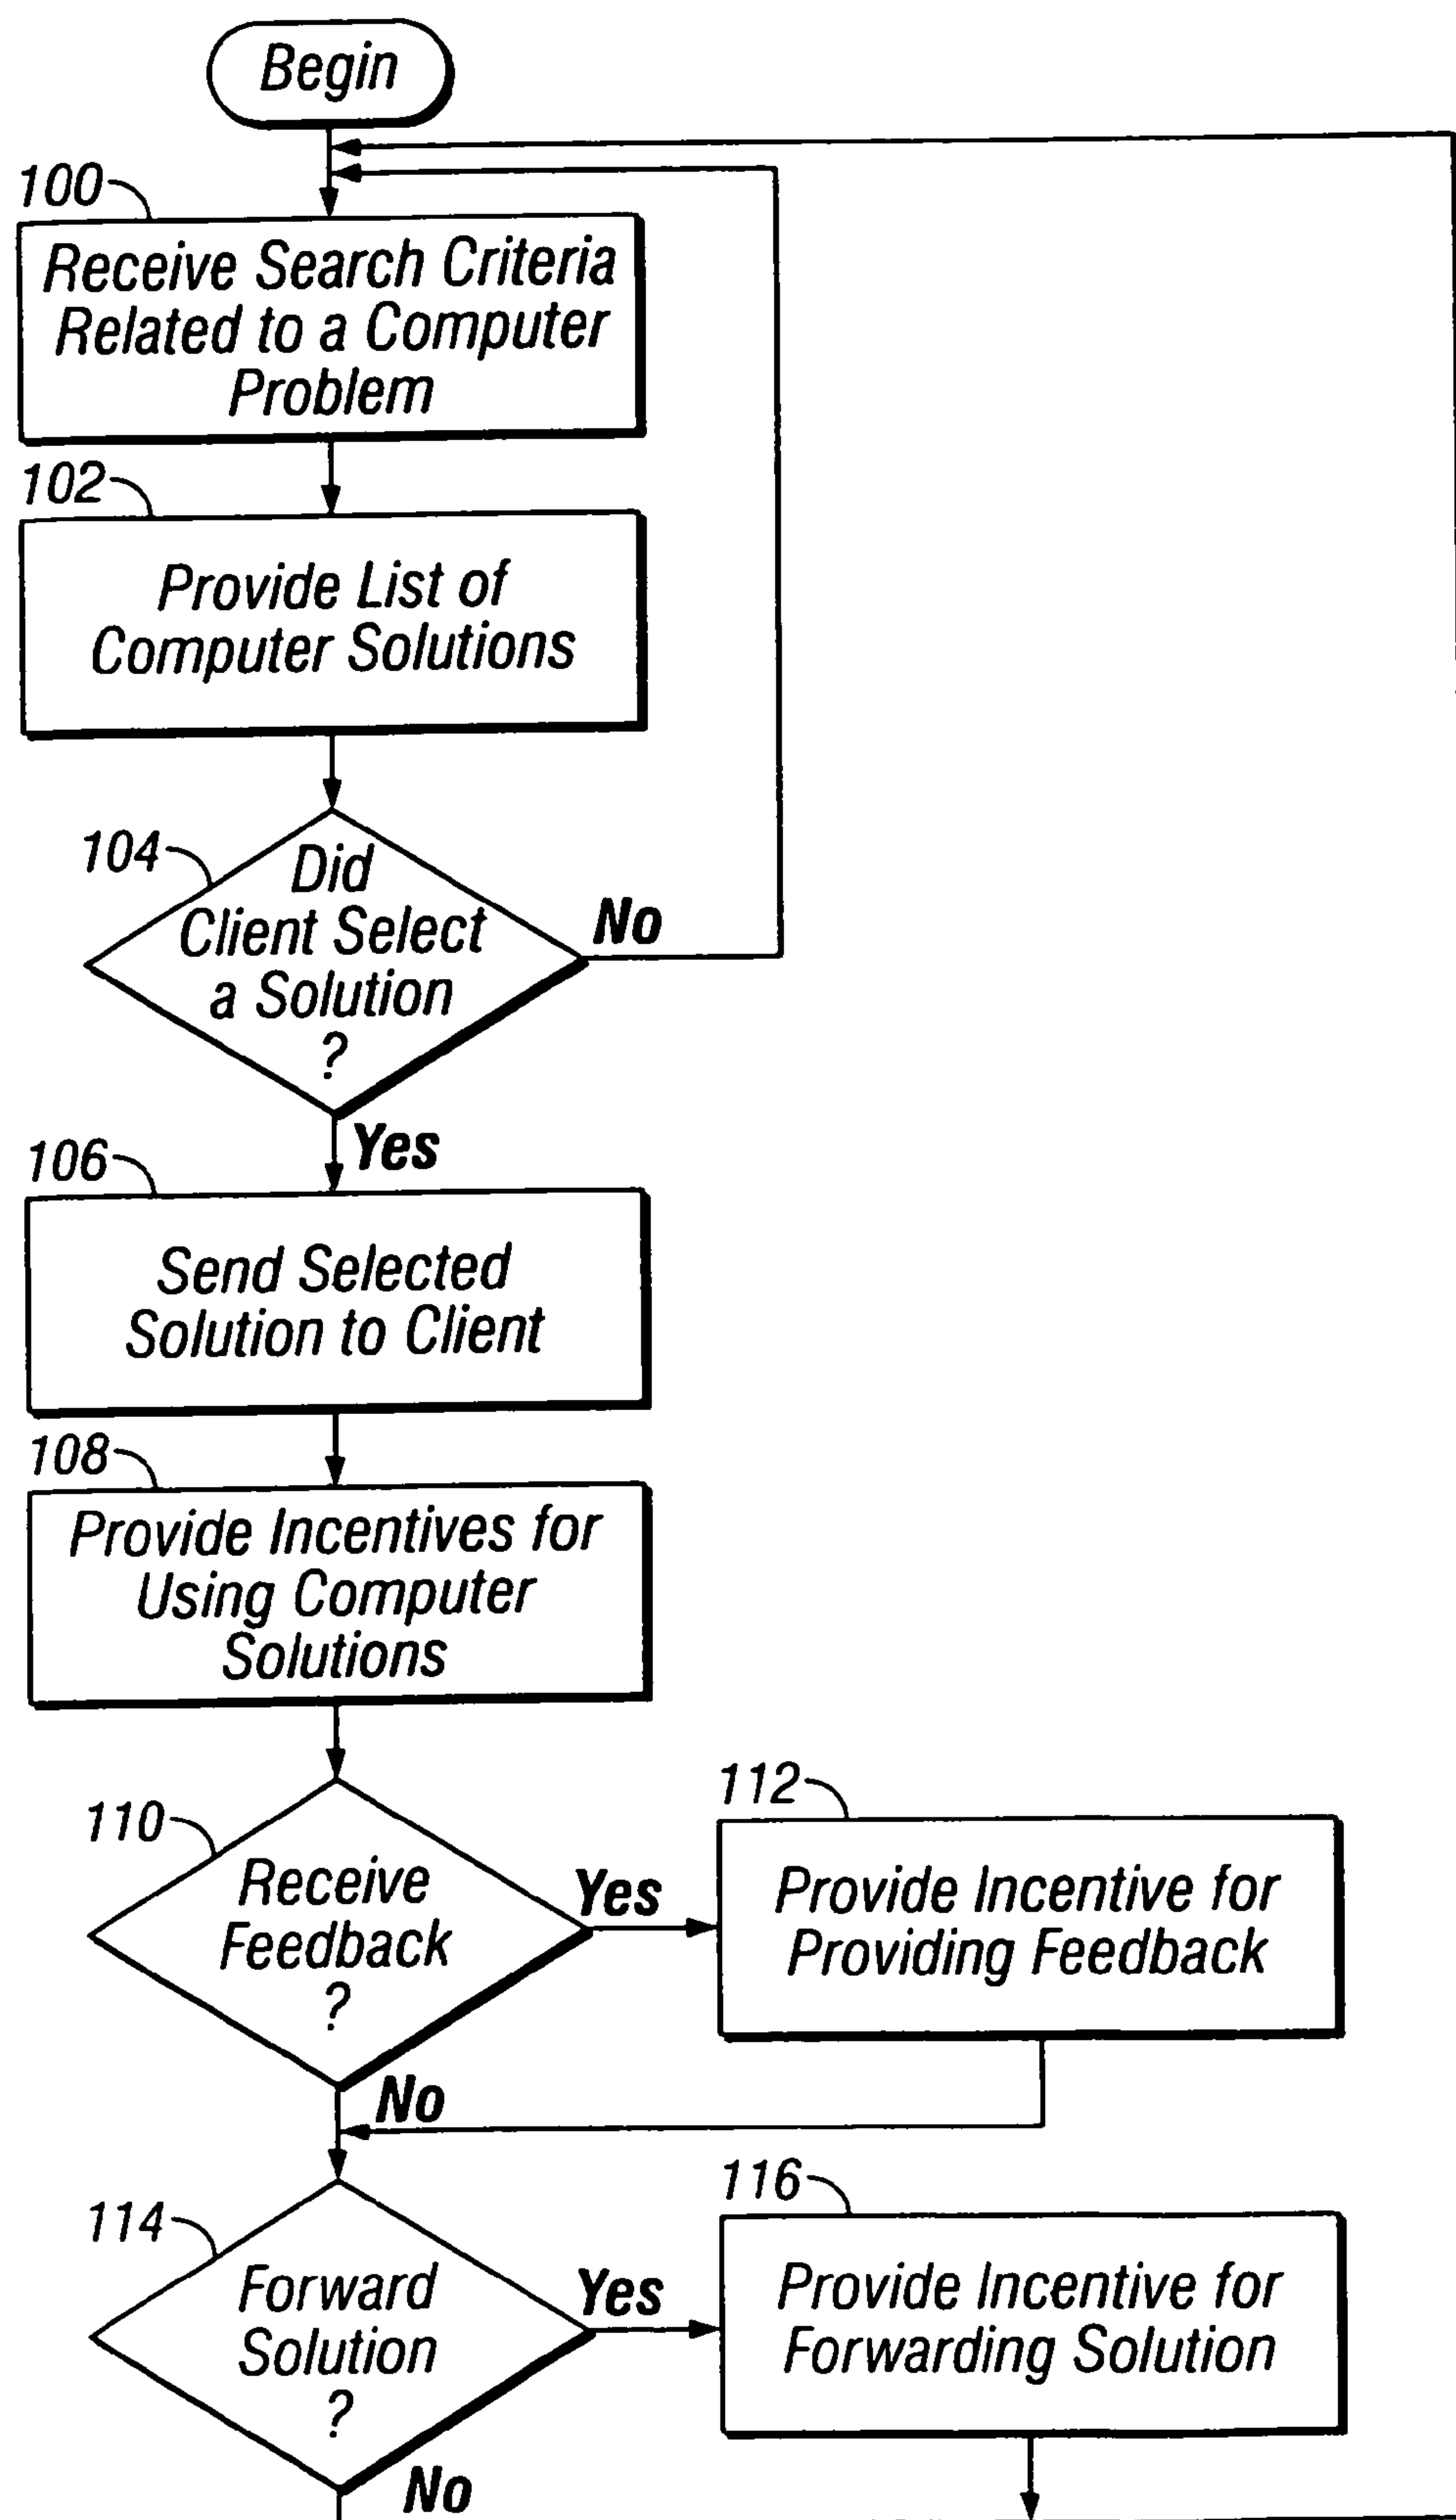 Begin
100
Receive Search Criteria
Related to a Computer
Problem
102
Provide List of
Computer Solutions
104
Did
Client Select
a Solution
?
No
Yes
106
Send Selected
Solution to Client
108
Provide Incentives for
Using Computer
Solutions
110
Receive
Feedback
?
Yes
112
Provide Incentive for
Providing Feedback
No
114
Forward
Solution
?
Yes
116
Provide Incentive for
Forwarding Solution
No